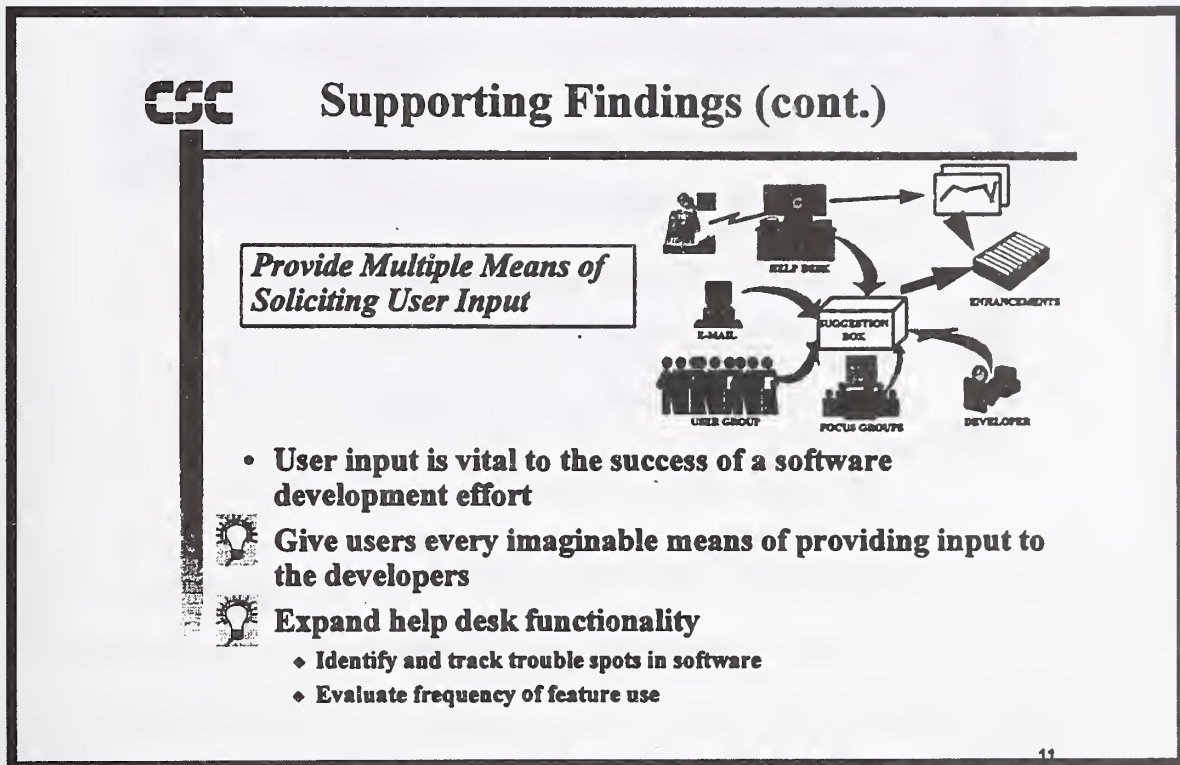 CSC
Supporting Findings (cont.)
Provide Multiple Means of
Soliciting User Input
HELP DESK
ENHANCEMENTS
E-MAIL
SUGGESTION
BOX
USER GROUP
FOCUS GROUPS
DEVELOPER
• User input is vital to the success of a software
development effort
Give users every imaginable means of providing input to
the developers
Expand help desk functionality
◆ Identify and track trouble spots in software
◆ Evaluate frequency of feature use
11